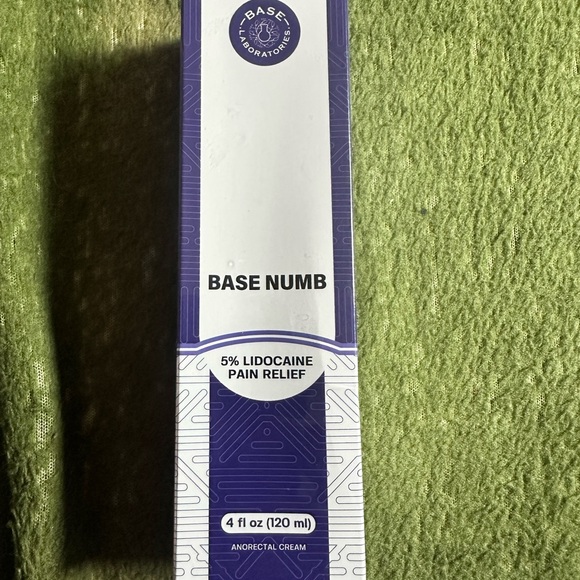 BASE
LABORATORIES
BASE NUMB
5% LIDOCAINE
PAIN RELIEF
4 fl oz (120 ml)
ANORECTAL CREAM